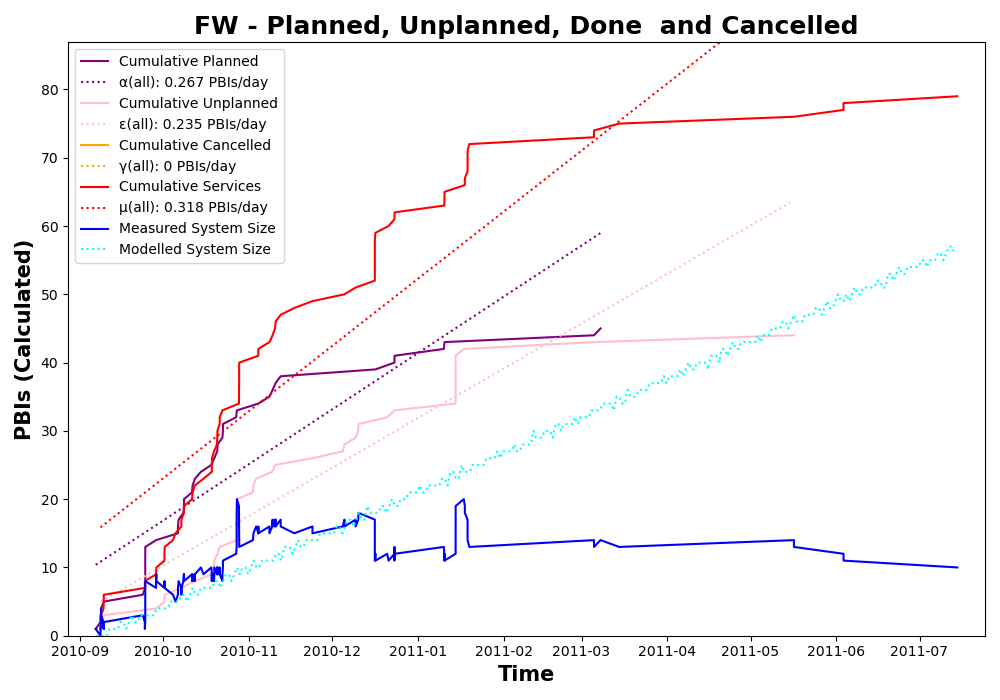 FW - Planned, Unplanned, Done  and Cancelled
Cumulative Planned
α(all): 0.267 PBIs/day
Cumulative Unplanned
ε(all): 0.235 PBIs/day
Cumulative Cancelled
γ(all): 0 PBIs/day
Cumulative Services
μ(all): 0.318 PBIs/day
Measured System Size
Modelled System Size
PBIs (Calculated)
80
70
60
50
40
30
20
10
0
2010-09 2010-10 2010-11 2010-12 2011-01 2011-02 2011-03 2011-04 2011-05 2011-06 2011-07
Time